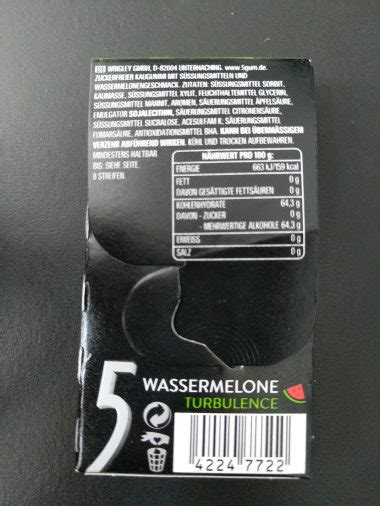 WRIGLEY GMBH, D-82004 UNTERHACHING. www.5gum.de.
ZUCKERFREIER KAUGUMMI MIT SÜSSUNGSMITTELN UND
WASSERMELONENGESCHMACK. ZUTATEN: SÜSSUNGSMITTEL SORBIT,
KAUMASSE, SÜSSUNGSMITTEL XYLIT, FEUCHTHALTEMITTEL GLYCERIN,
SÜSSUNGSMITTEL MANNIT, AROMEN, SÄUERUNGSMITTEL ÄPFELSÄURE,
EMULGATOR SOJALECITHIN, SÄUERUNGSMITTEL CITRONENSÄURE,
SÜSSUNGSMITTEL SUCRALOSE, ACESULFAM K; SÄUERUNGSMITTEL
FUMARSÄURE, ANTIOXIDATIONSMITTEL BHA. KANN BEI ÜBERMÄSSIGEM
VERZEHR ABFÜHREND WIRKEN. KÜHL UND TROCKEN AUFBEWAHREN.
MINDESTENS HALTBAR
BIS: SIEHE SEITE.
8 STREIFEN.
NÄHRWERT PRO 100 g:
ENERGIE 663 kJ/159 kcal
FETT 0 g
DAVON GESÄTTIGTE FETTSÄUREN 0 g
KOHLENHYDRATE 64,3 g
DAVON - ZUCKER 0 g
- MEHRWERTIGE ALKOHOLE 64,3 g
EIWEISS 0 g
SALZ 0 g
5 WASSERMELONE
TURBULENCE
4224 7722